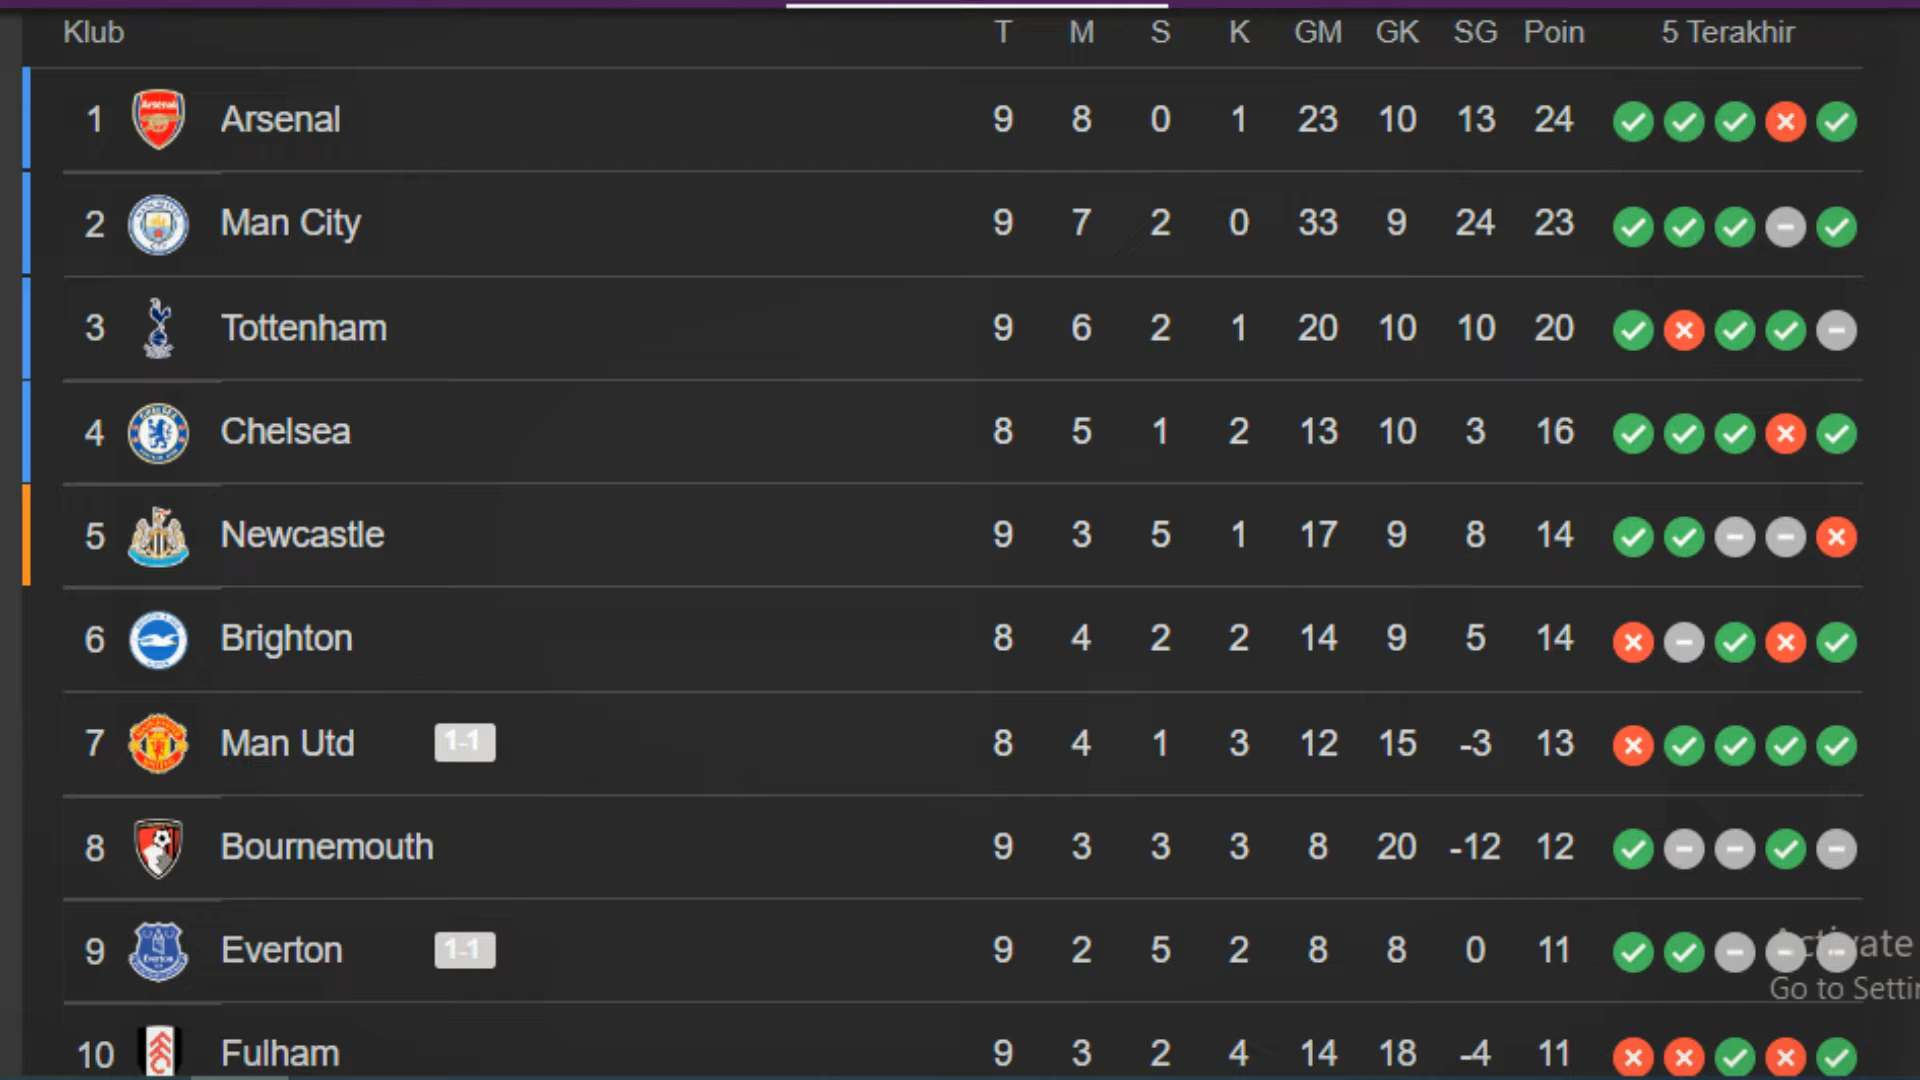 Klub T M S K GM GK SG Poin 5 Terakhir
1 Arsenal 9 8 0 1 23 10 13 24
2 Man City 9 7 2 0 33 9 24 23
3 Tottenham 9 6 2 1 20 10 10 20
4 Chelsea 8 5 1 2 13 10 3 16
5 Newcastle 9 3 5 1 17 9 8 14
6 Brighton 8 4 2 2 14 9 5 14
7 Man Utd 1-1 8 4 1 3 12 15 -3 13
8 Bournemouth 9 3 3 3 8 20 -12 12
9 Everton 1-1 9 2 5 2 8 8 0 11
Activate
Go to Settin
10 Fulham 9 3 2 4 14 18 -4 11